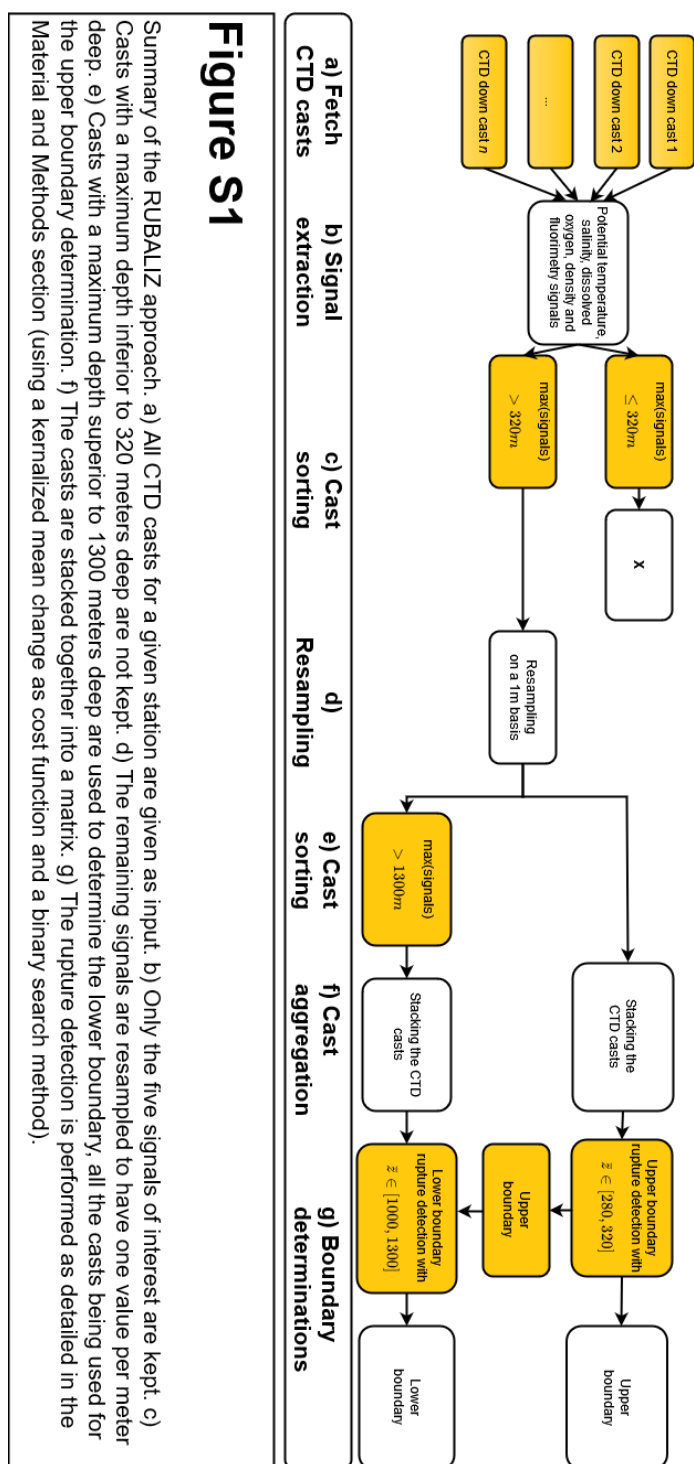 CTD down cast 1
CTD down cast 2
...
CTD down cast n
Potential temperature,
salinity, dissolved
oxygen, density and
fluorimetry signals
max(signals)
≤ 320m
x
max(signals)
> 320m
Resampling
on a 1m basis
Stacking the
CTD casts
Upper boundary
rupture detection with
z̄ ∈ [280, 320]
Upper
boundary
Upper
boundary
max(signals)
> 1300m
Stacking the CTD
casts
Lower boundary
rupture detection with
z̄ ∈ [1000, 1300]
Lower
boundary
a) Fetch
CTD casts
b) Signal
extraction
c) Cast
sorting
d)
Resampling
e) Cast
sorting
f) Cast
aggregation
g) Boundary
determinations
Figure S1
Summary of the RUBALIZ approach. a) All CTD casts for a given station are given as input. b) Only the five signals of interest are kept. c)
Casts with a maximum depth inferior to 320 meters deep are not kept. d) The remaining signals are resampled to have one value per meter
deep. e) Casts with a maximum depth superior to 1300 meters deep are used to determine the lower boundary, all the casts being used for
the upper boundary determination. f) The casts are stacked together into a matrix. g) The rupture detection is performed as detailed in the
Material and Methods section (using a kernalized mean change as cost function and a binary search method).